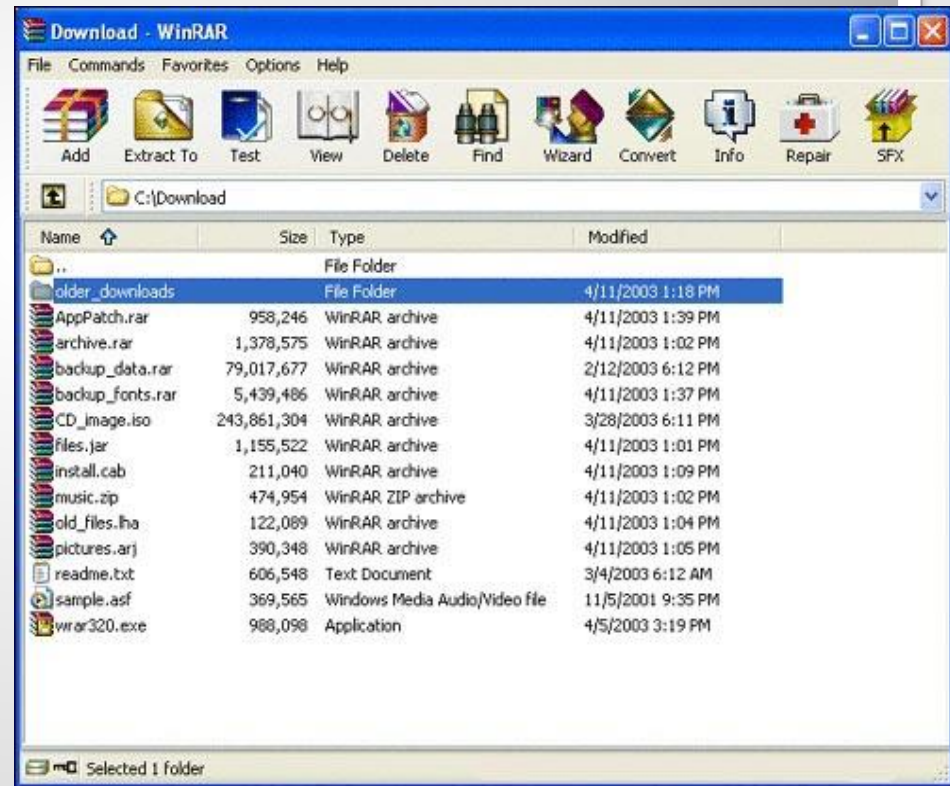 Download - WinRAR
File Commands Favorites Options Help
Add Extract To Test View Delete Find Wizard Convert Info Repair SFX
C:\Download
Name Size Type Modified
.. File Folder
older_downloads File Folder 4/11/2003 1:18 PM
AppPatch.rar 958,246 WinRAR archive 4/11/2003 1:39 PM
archive.rar 1,378,575 WinRAR archive 4/11/2003 1:02 PM
backup_data.rar 79,017,677 WinRAR archive 2/12/2003 6:12 PM
backup_fonts.rar 5,439,486 WinRAR archive 4/11/2003 1:37 PM
CD_image.iso 243,861,304 WinRAR archive 3/28/2003 6:11 PM
files.jar 1,155,522 WinRAR archive 4/11/2003 1:01 PM
install.cab 211,040 WinRAR archive 4/11/2003 1:09 PM
music.zip 474,954 WinRAR ZIP archive 4/11/2003 1:02 PM
old_files.lha 122,089 WinRAR archive 4/11/2003 1:04 PM
pictures.arj 390,348 WinRAR archive 4/11/2003 1:05 PM
readme.txt 606,548 Text Document 3/4/2003 6:12 AM
sample.asf 369,565 Windows Media Audio/Video file 11/5/2001 9:35 PM
wrar320.exe 988,098 Application 4/5/2003 3:19 PM
Selected 1 folder